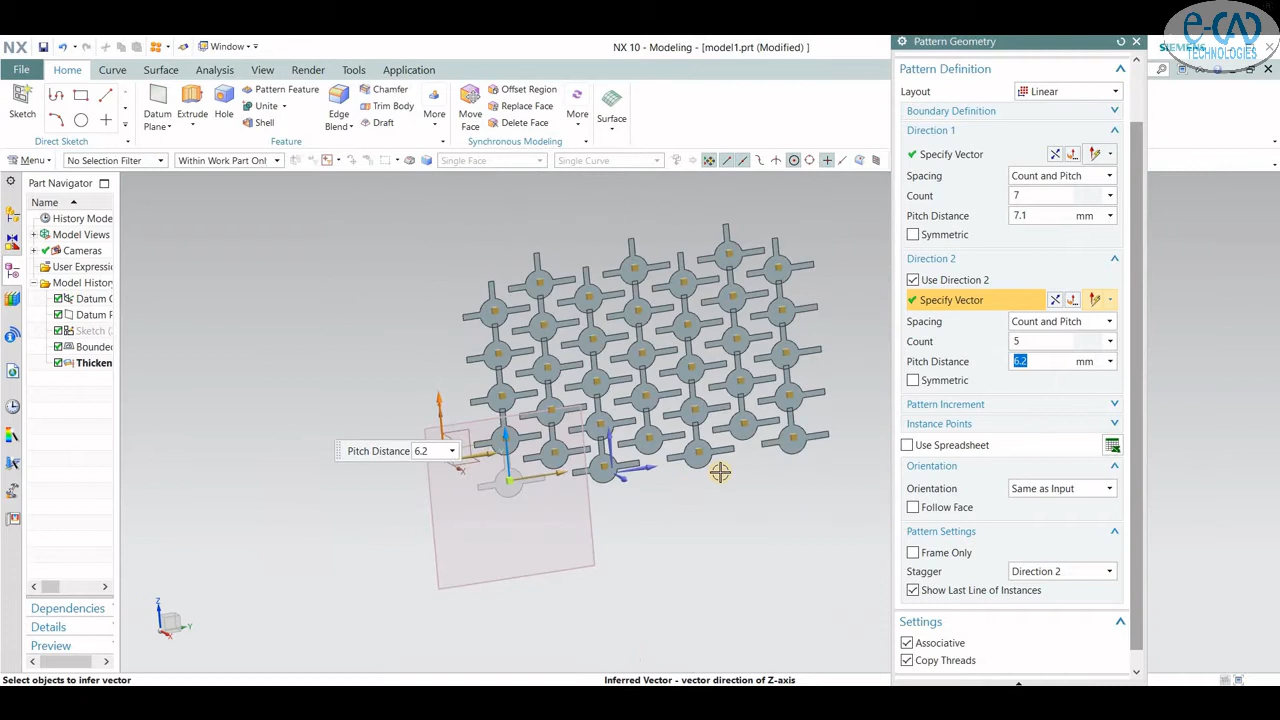 e-CAD
TECHNOLOGIES
NX
Window
NX 10 - Modeling - [model1.prt (Modified) ]
File
Home
Curve
Surface
Analysis
View
Render
Tools
Application
Sketch
Direct Sketch
Datum Plane
Extrude
Hole
Pattern Feature
Unite
Shell
Edge Blend
Chamfer
Trim Body
Draft
More
Feature
Move Face
Offset Region
Replace Face
Delete Face
More
Synchronous Modeling
Surface
Menu
No Selection Filter
Within Work Part Only
Single Face
Single Curve
Part Navigator
Name
History Mode
Model Views
Cameras
User Expression
Model History
Datum C
Datum P
Sketch (
Bounded
Thicken
Dependencies
Details
Preview
Pitch Distance 6.2
Z
Y
X
Select objects to infer vector
Inferred Vector - vector direction of Z-axis
Pattern Geometry
Pattern Definition
Layout Linear
Boundary Definition
Direction 1
Specify Vector
Spacing Count and Pitch
Count 7
Pitch Distance 7.1 mm
Symmetric
Direction 2
Use Direction 2
Specify Vector
Spacing Count and Pitch
Count 5
Pitch Distance 6.2 mm
Symmetric
Pattern Increment
Instance Points
Use Spreadsheet
Orientation
Orientation Same as Input
Follow Face
Pattern Settings
Frame Only
Stagger Direction 2
Show Last Line of Instances
Settings
Associative
Copy Threads